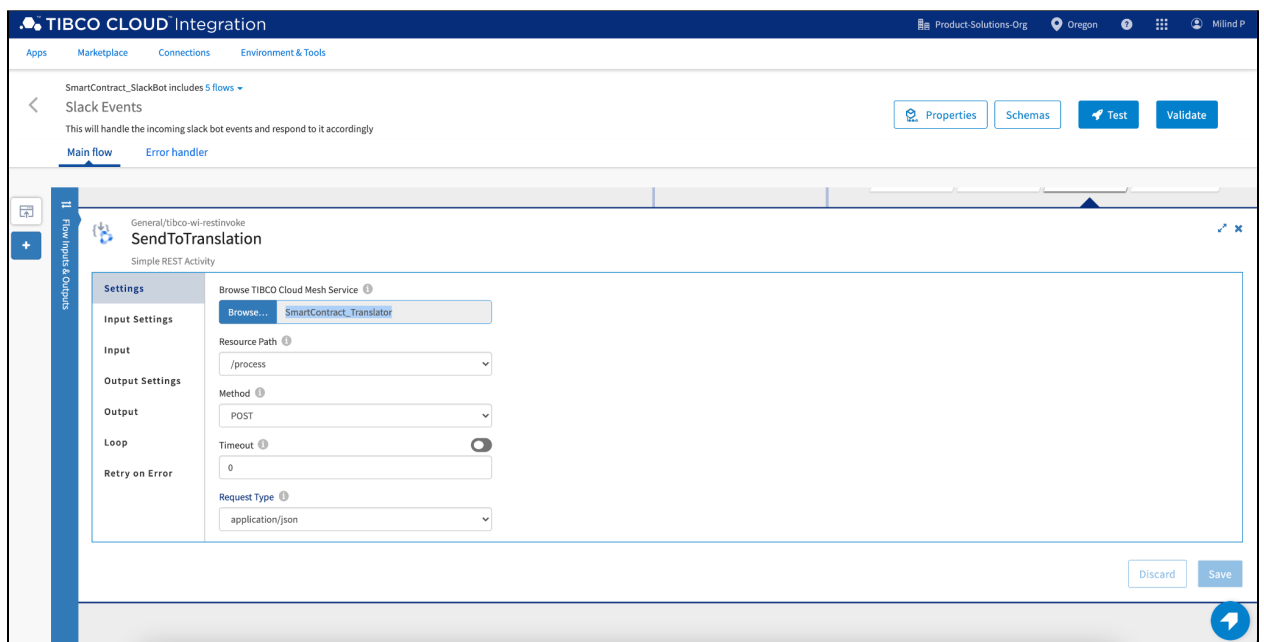 TIBCO CLOUD™ Integration
Product-Solutions-Org
Oregon
?
Milind P
Apps
Marketplace
Connections
Environment & Tools
SmartContract_SlackBot includes 5 flows
Slack Events
This will handle the incoming slack bot events and respond to it accordingly
Properties
Schemas
Test
Validate
Main flow
Error handler
Flow Inputs & Outputs
General/tibco-wi-restinvoke
SendToTranslation
Simple REST Activity
Settings
Input Settings
Input
Output Settings
Output
Loop
Retry on Error
Browse TIBCO Cloud Mesh Service
Browse...
SmartContract_Translator
Resource Path
/process
Method
POST
Timeout
0
Request Type
application/json
Discard
Save